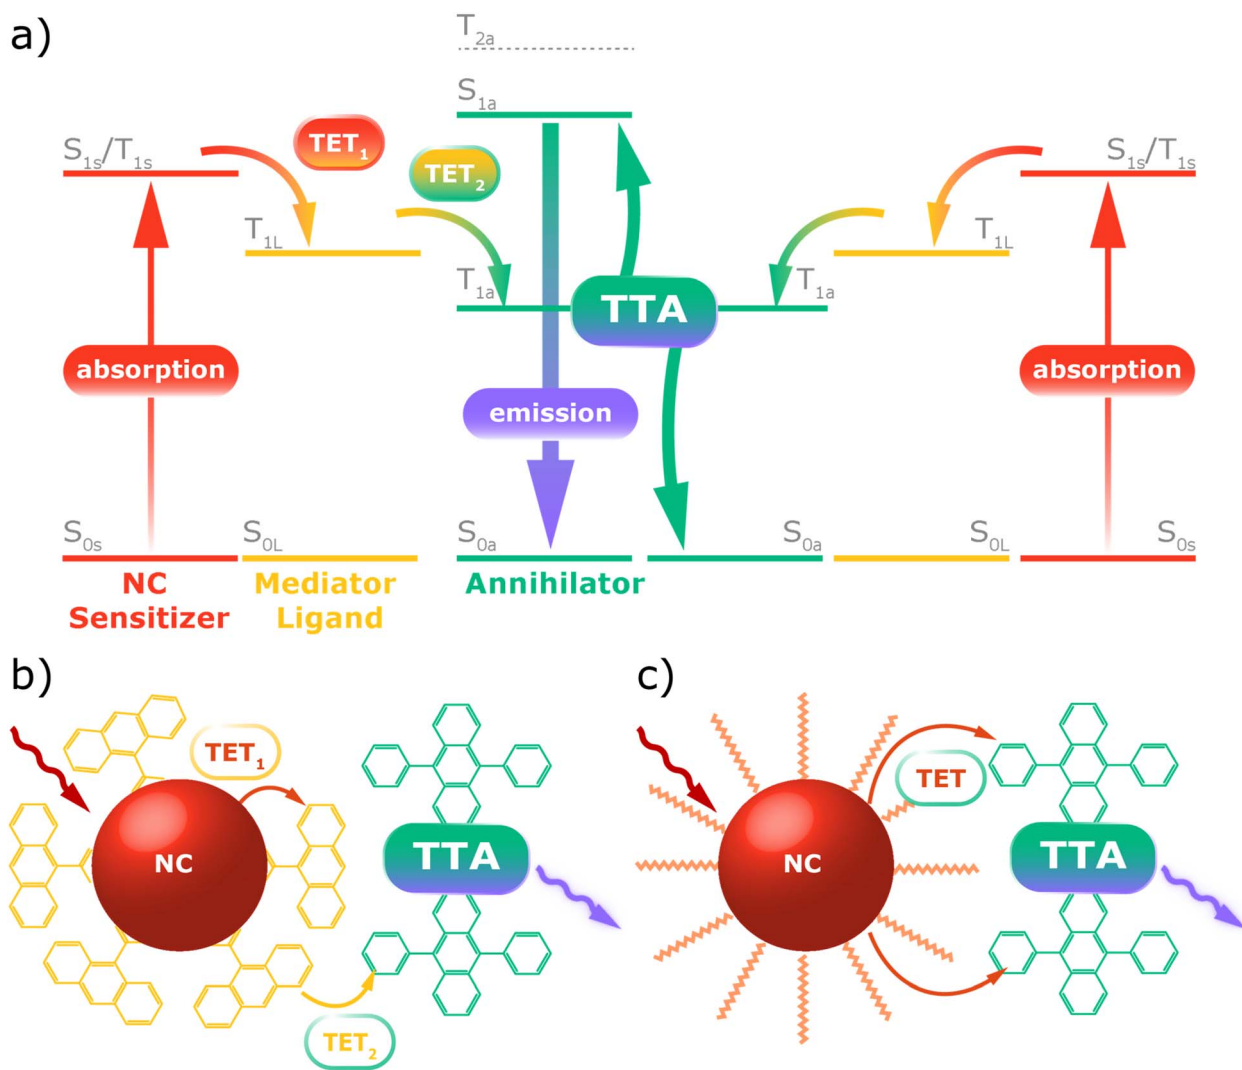 a)
T2a
S1a
TET1
S1s/T1s
S1s/T1s
TET2
T1L
T1L
T1a
T1a
TTA
absorption
absorption
emission
S0s
S0L
S0a
S0a
S0L
S0s
NC
Sensitizer
Mediator
Ligand
Annihilator
b)
TET1
NC
TTA
TET2
c)
TET
NC
TTA